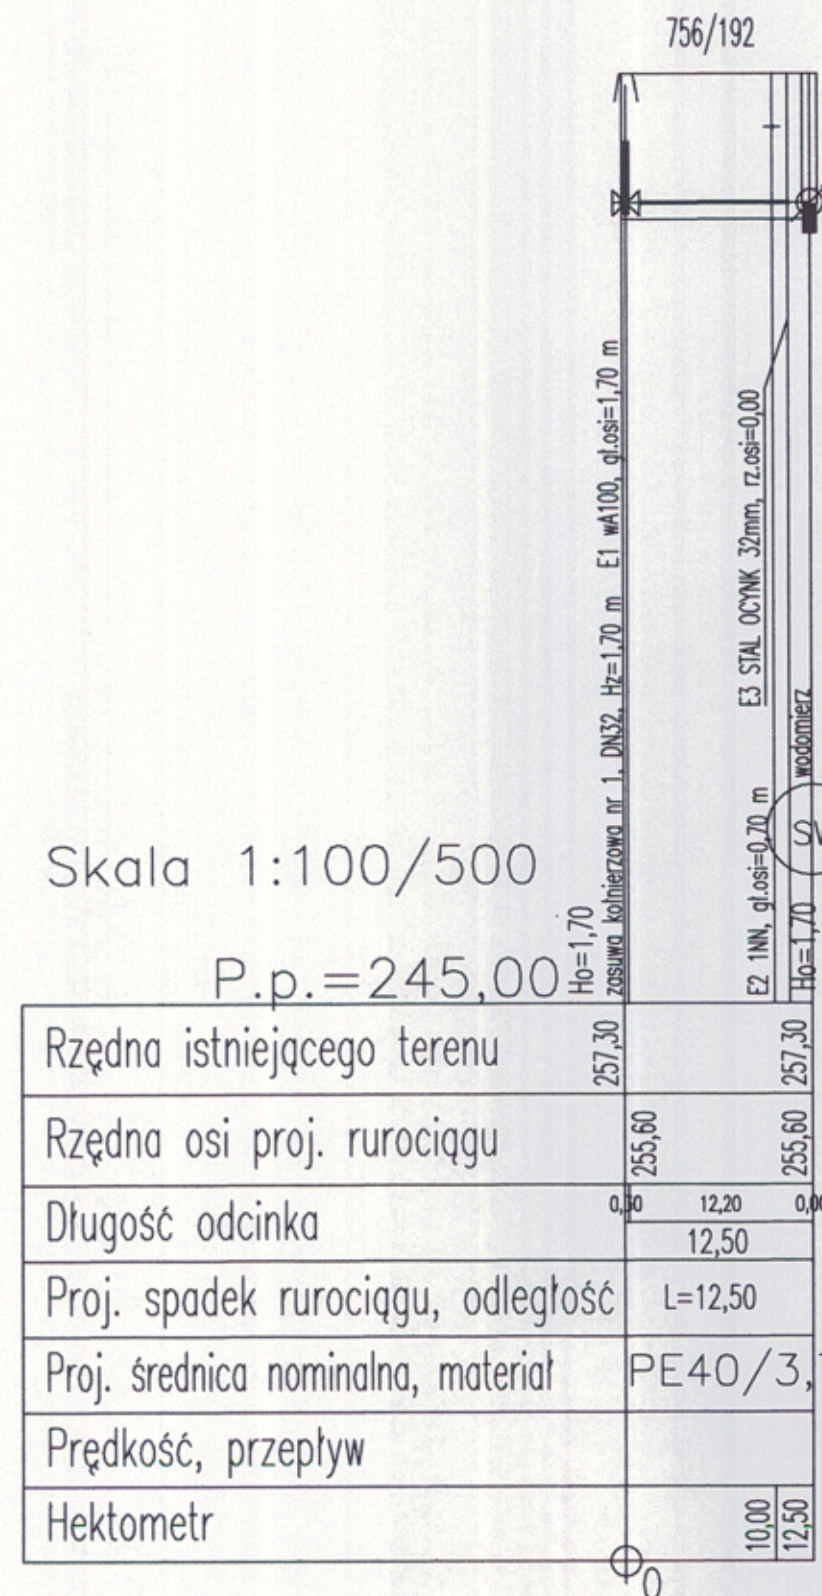 756/192
Ho=1,70
zasuwa kołnierzowa nr 1, DN32, Hz=1,70 m E1 wA100, gł.osi=1,70 m
E2 1NN, gł.osi=0,70 m
E3 STAL OCYNK 32mm, rz.osi=0,00
Ho=1,70 wodomierz
Skala 1:100/500
P.p.=245,00
Rzędna istniejącego terenu 257,30 257,30
Rzędna osi proj. rurociągu 255,60 255,60
Długość odcinka 0,30 12,20 0,00
12,50
Proj. spadek rurociągu, odległość L=12,50
Proj. średnica nominalna, materiał PE40/3,
Prędkość, przepływ
Hektometr 10,00 12,50
0